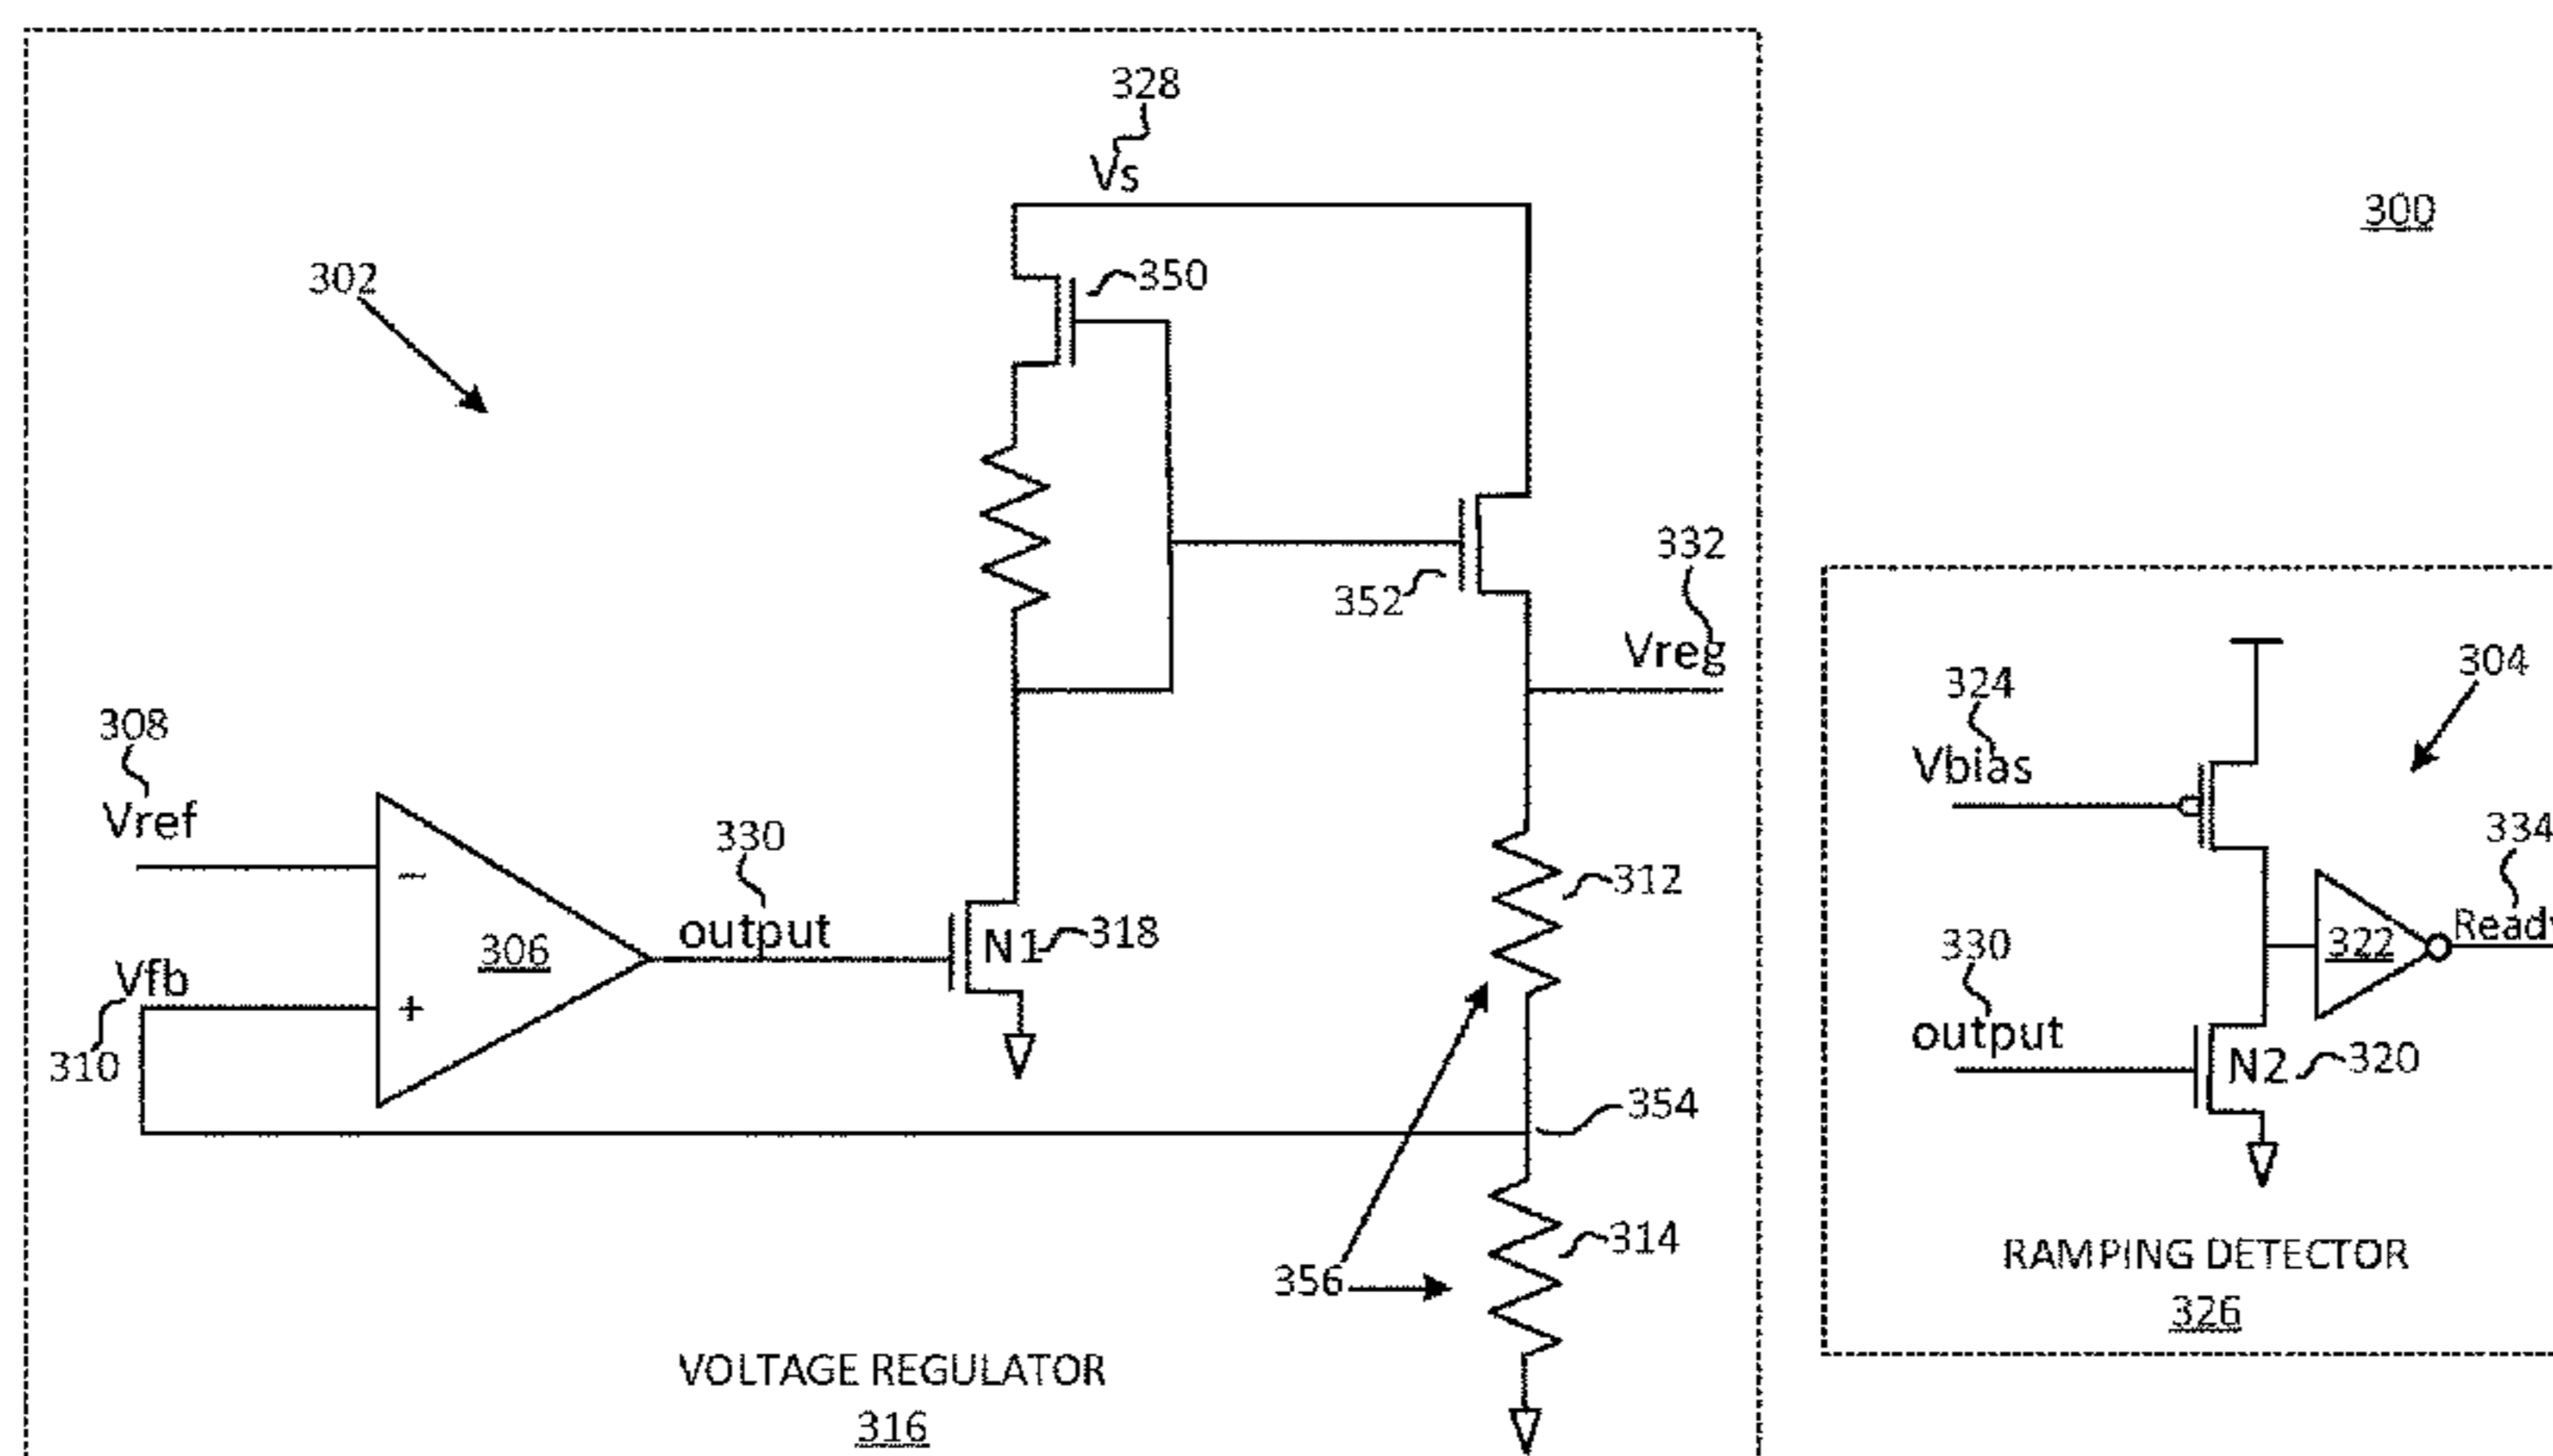 328
Vs
300
302
350
332
352
Vreg
304
324
Vbias
308
Vref
334
330
312
output
N1
318
Ready
322
306
330
Vfb
output
−
+
310
N2
320
354
314
356
RAMPING DETECTOR
326
VOLTAGE REGULATOR
316